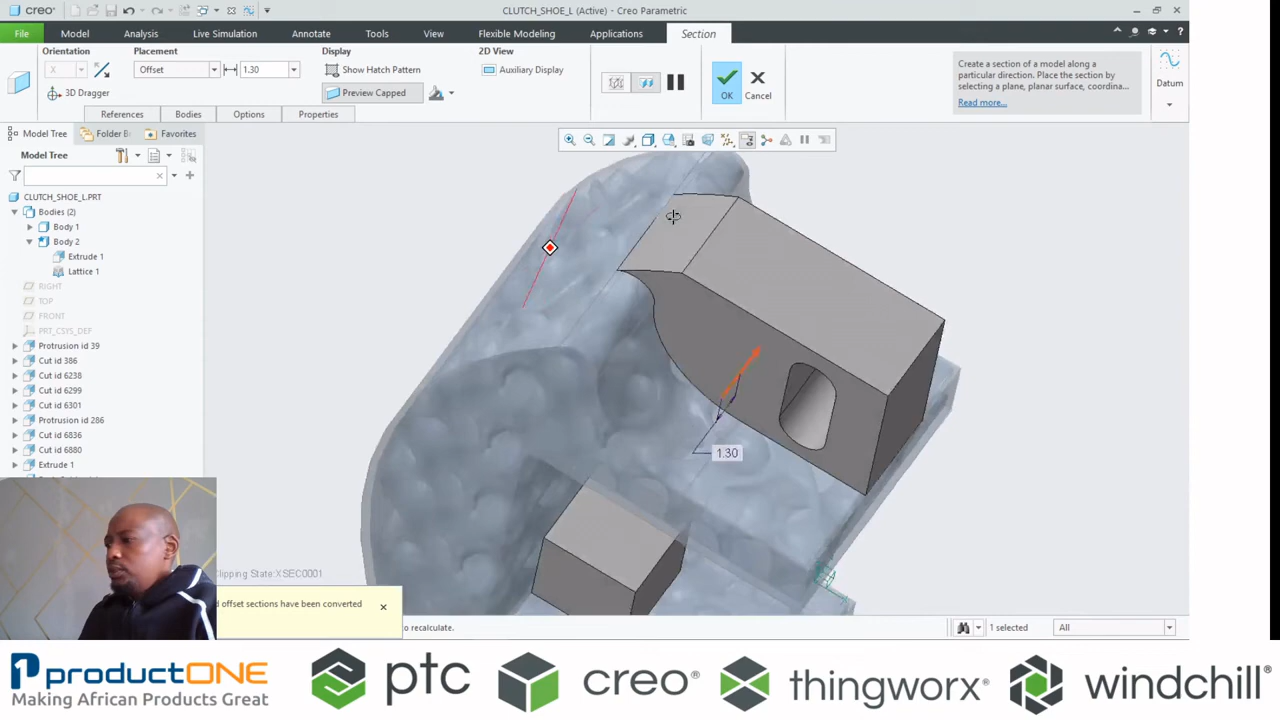 creo
CLUTCH_SHOE_L (Active) - Creo Parametric
File
Model
Analysis
Live Simulation
Annotate
Tools
View
Flexible Modeling
Applications
Section
Orientation
X
3D Dragger
Placement
Offset
1.30
Display
Show Hatch Pattern
Preview Capped
2D View
Auxiliary Display
OK
Cancel
Create a section of a model along a
particular direction. Place the section by
selecting a plane, planar surface, coordina...
Read more...
Datum
References
Bodies
Options
Properties
Model Tree
Folder B
Favorites
Model Tree
CLUTCH_SHOE_L.PRT
Bodies (2)
Body 1
Body 2
Extrude 1
Lattice 1
RIGHT
TOP
FRONT
PRT_CSYS_DEF
Protrusion id 39
Cut id 386
Cut id 6238
Cut id 6299
Cut id 6301
Protrusion id 286
Cut id 6836
Cut id 6880
Extrude 1
1.30
Clipping State:XSEC0001
d offset sections have been converted
to recalculate.
1 selected
All
productONE
Making African Products Great
ptc
creo®
thingworx®
windchill®